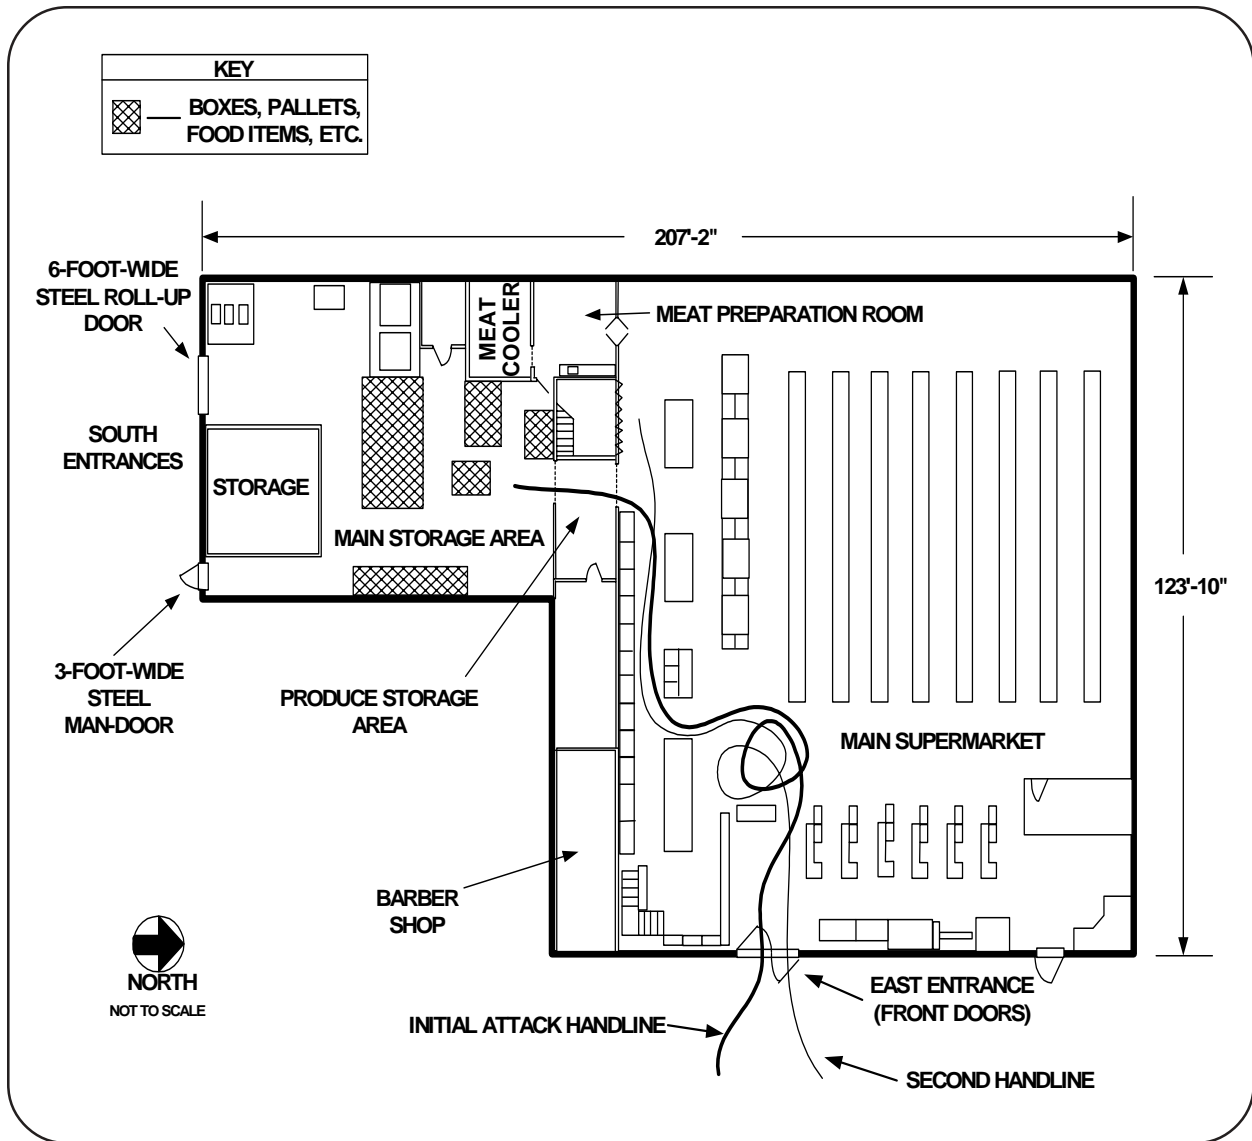 KEY
BOXES, PALLETS,
FOOD ITEMS, ETC.
207'-2"
6-FOOT-WIDE
STEEL ROLL-UP
DOOR
MEAT
COOLER
MEAT PREPARATION ROOM
SOUTH
ENTRANCES
STORAGE
MAIN STORAGE AREA
123'-10"
3-FOOT-WIDE
STEEL
MAN-DOOR
PRODUCE STORAGE
AREA
MAIN SUPERMARKET
BARBER
SHOP
NORTH
NOT TO SCALE
EAST ENTRANCE
(FRONT DOORS)
INITIAL ATTACK HANDLINE
SECOND HANDLINE